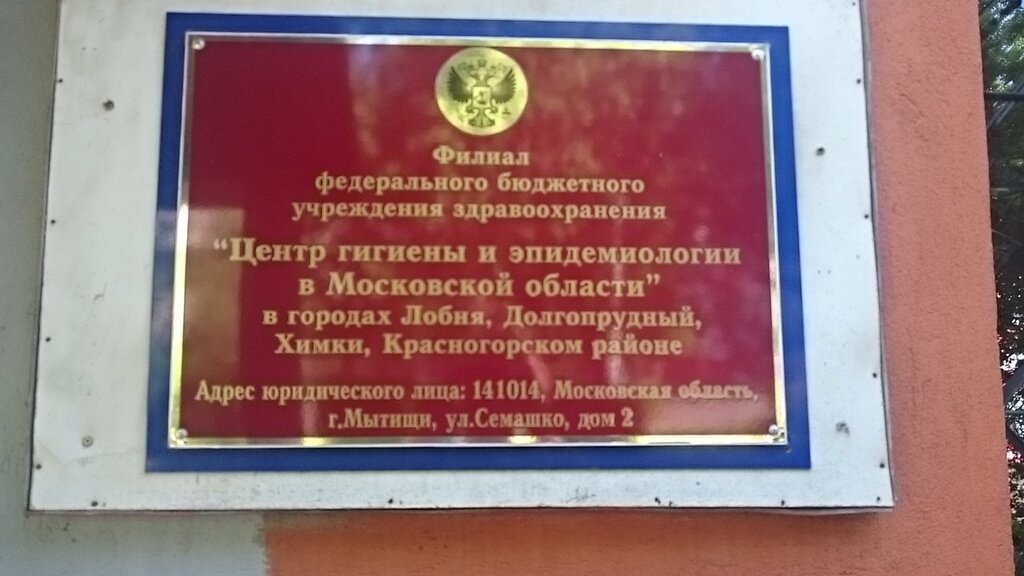 Филиал
федерального бюджетного
учреждения здравоохранения
“Центр гигиены и эпидемиологии
в Московской области”
в городах Лобня, Долгопрудный,
Химки, Красногорском районе
Адрес юридического лица: 141014, Московская область,
г.Мытищи, ул.Семашко, дом 2